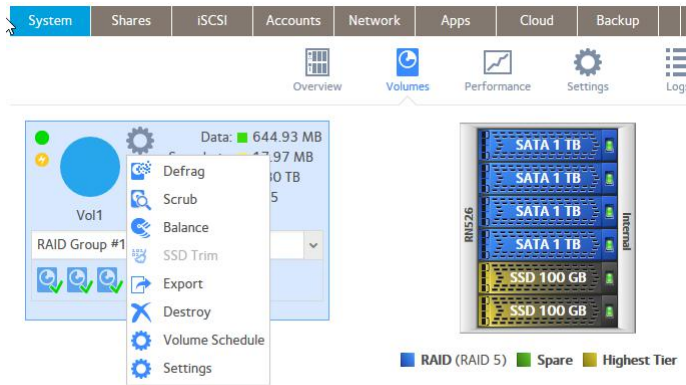 System Shares iSCSI Accounts Network Apps Cloud Backup
Overview Volumes Performance Settings Logs
Data: 644.93 MB
17.97 MB
TB
5
Vol1
RAID Group #1
Defrag
Scrub
Balance
SSD Trim
Export
Destroy
Volume Schedule
Settings
RN526
SATA 1 TB
SATA 1 TB
SATA 1 TB
SATA 1 TB
SSD 100 GB
SSD 100 GB
Internal
RAID (RAID 5) Spare Highest Tier